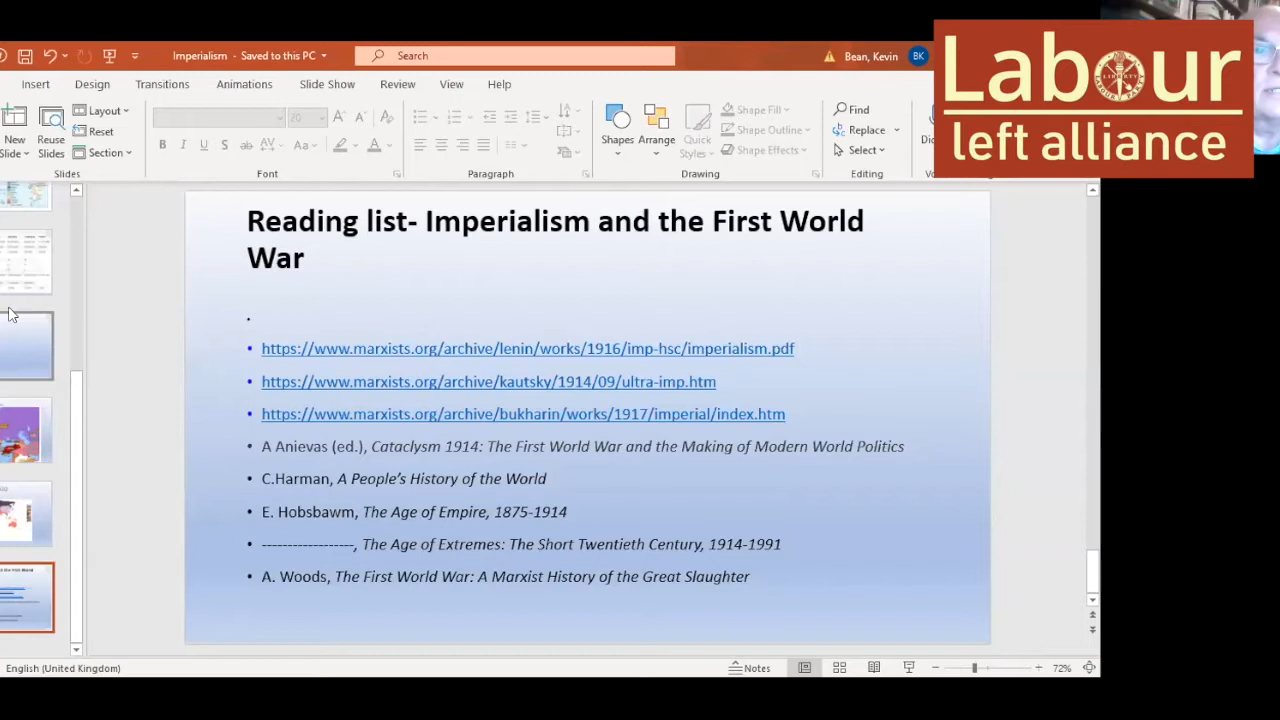 Imperialism - Saved to this PC
Search
Bean, Kevin
BK
Labour
left alliance
Insert
Design
Transitions
Animations
Slide Show
Review
View
Help
New Slide
Reuse Slides
Layout
Reset
Section
20
Shapes
Arrange
Quick Styles
Shape Fill
Shape Outline
Shape Effects
Find
Replace
Select
Slides
Font
Paragraph
Drawing
Editing
Reading list- Imperialism and the First World
War
.
• https://www.marxists.org/archive/lenin/works/1916/imp-hsc/imperialism.pdf
• https://www.marxists.org/archive/kautsky/1914/09/ultra-imp.htm
• https://www.marxists.org/archive/bukharin/works/1917/imperial/index.htm
• A Anievas (ed.), Cataclysm 1914: The First World War and the Making of Modern World Politics
• C.Harman, A People's History of the World
• E. Hobsbawm, The Age of Empire, 1875-1914
• ------------------, The Age of Extremes: The Short Twentieth Century, 1914-1991
• A. Woods, The First World War: A Marxist History of the Great Slaughter
English (United Kingdom)
Notes
72%